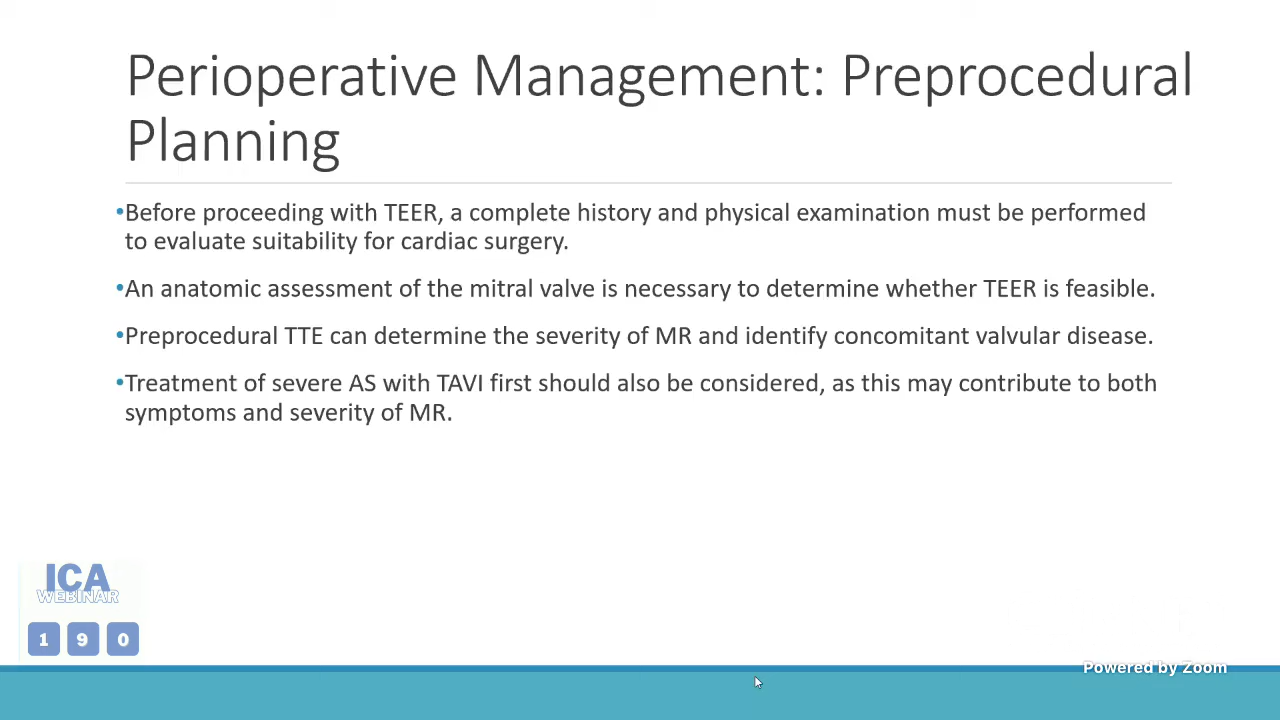 Perioperative Management: Preprocedural
Planning
•Before proceeding with TEER, a complete history and physical examination must be performed
to evaluate suitability for cardiac surgery.
•An anatomic assessment of the mitral valve is necessary to determine whether TEER is feasible.
•Preprocedural TTE can determine the severity of MR and identify concomitant valvular disease.
•Treatment of severe AS with TAVI first should also be considered, as this may contribute to both
symptoms and severity of MR.
ICA
WEBINAR
1 9 0
Powered by Zoom